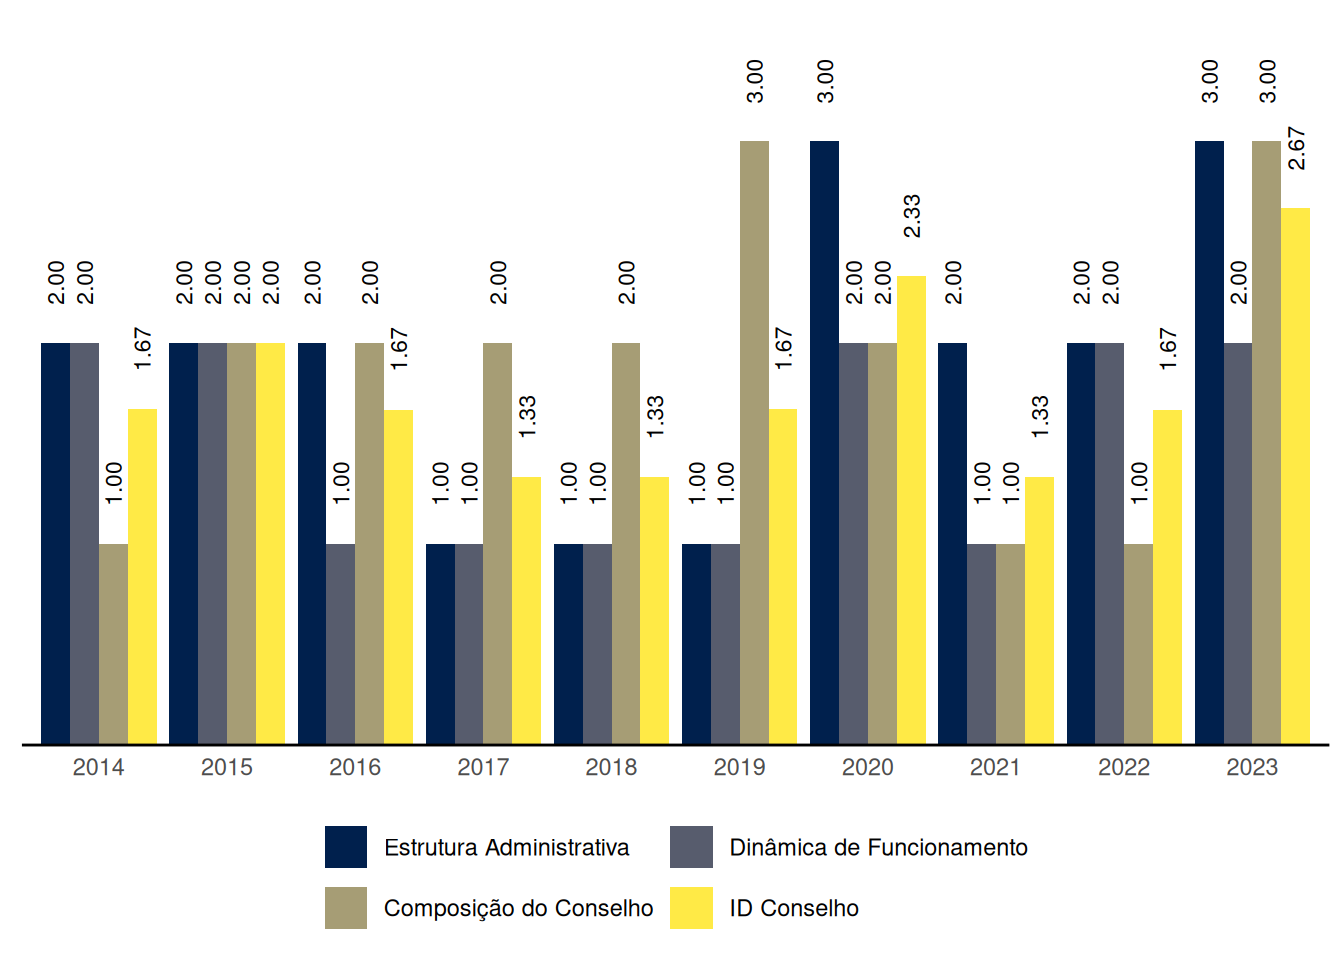 3.00 3.00 3.00 3.00
2.67
2.33
2.00 2.00 2.00 2.00 2.00 2.00 2.00 2.00 2.00 2.00 2.00 2.00 2.00 2.00 2.00 2.00
1.67 1.67 1.67 1.67
1.33 1.33 1.33
1.00 1.00 1.00 1.00 1.00 1.00 1.00 1.00 1.00 1.00 1.00
2014 2015 2016 2017 2018 2019 2020 2021 2022 2023
Estrutura Administrativa Dinâmica de Funcionamento
Composição do Conselho ID Conselho